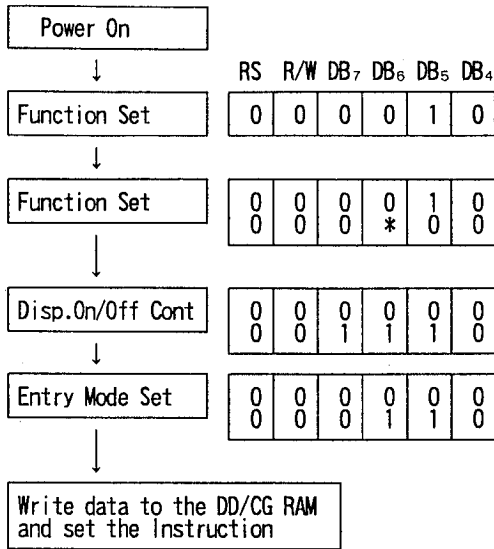 Power On
RS R/W DB₇ DB₆ DB₅ DB₄
Function Set 0 0 0 0 1 0
Function Set 0 0 0 0 1 0
0 0 0 * 0 0
Disp.On/Off Cont 0 0 0 0 0 0
0 0 1 1 1 0
Entry Mode Set 0 0 0 0 0 0
0 0 0 1 1 0
Write data to the DD/CG RAM
and set the Instruction